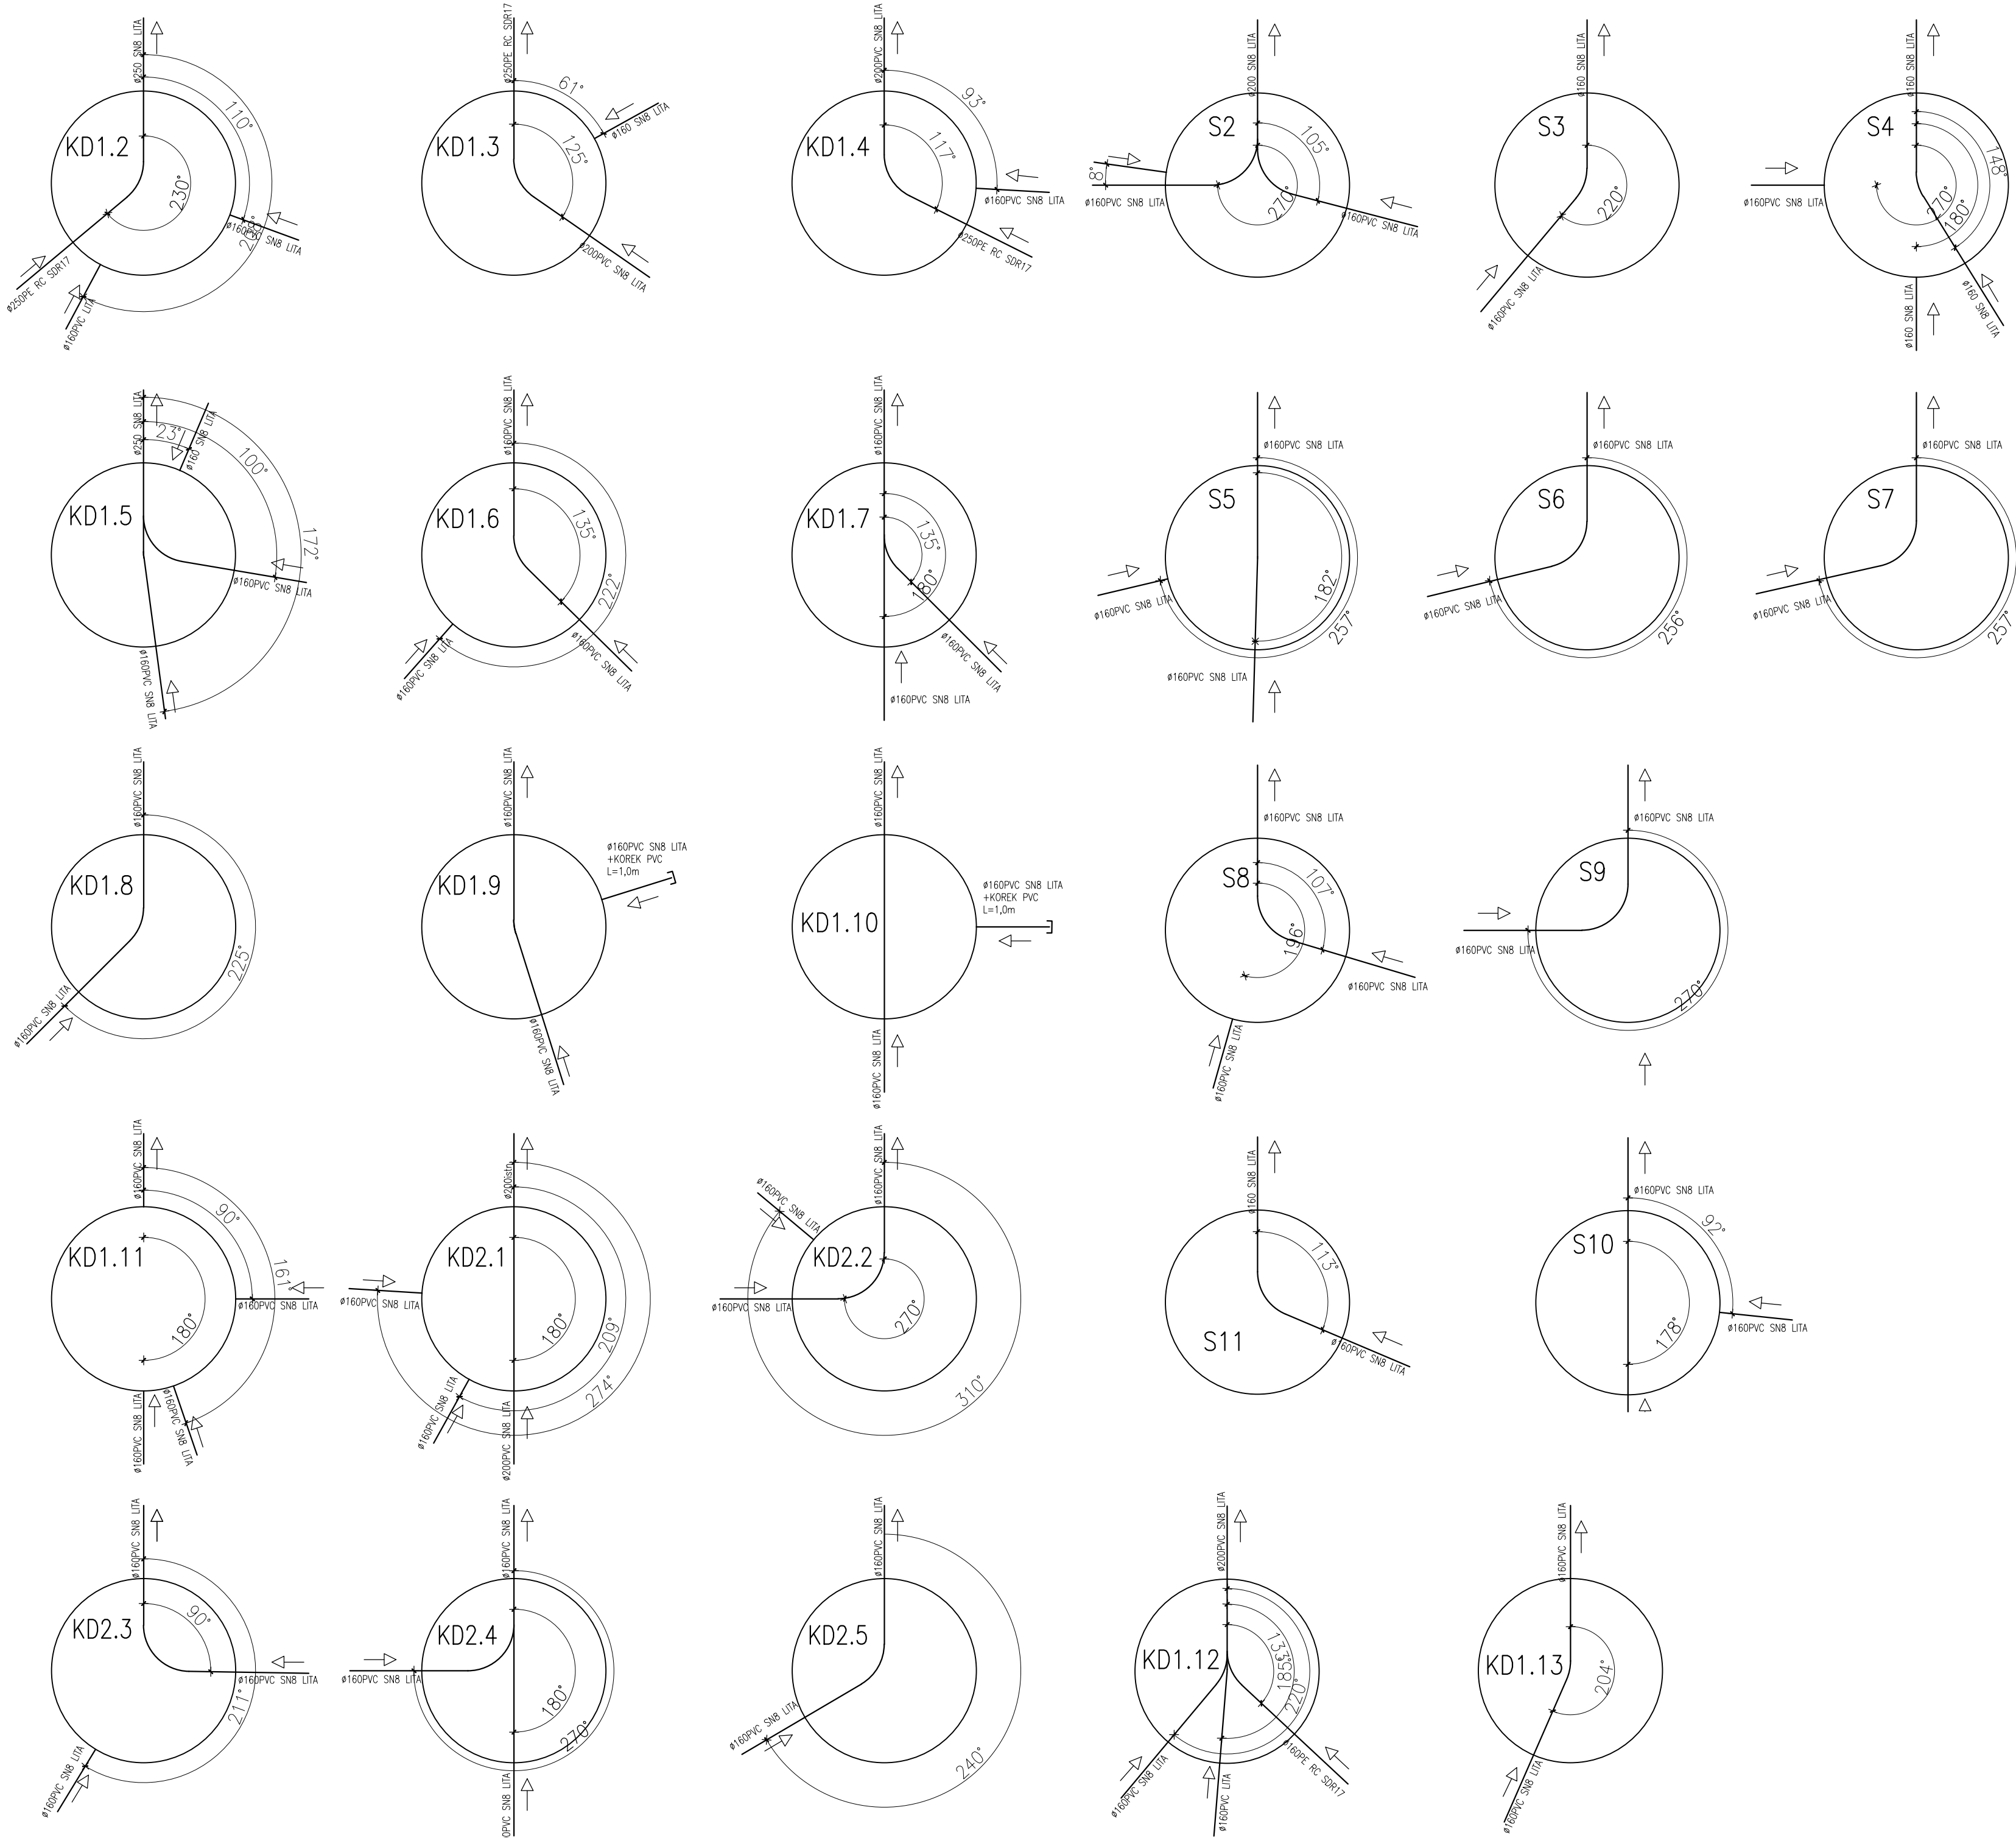 KD1.2
ø250 SN8 LITA
110°
230°
ø160PVC SN8 LITA
ø250PE RC SDR17
ø160PVC LITA
KD1.3
ø250PE RC SDR17
61°
125°
ø160 SN8 LITA
ø200PVC SN8 LITA
KD1.4
ø200PVC SN8 LITA
93°
117°
ø160PVC SN8 LITA
ø250PE RC SDR17
S2
ø200 SN8 LITA
105°
8°
270°
ø160PVC SN8 LITA
ø160PVC SN8 LITA
S3
ø160 SN8 LITA
220°
ø160PVC SN8 LITA
S4
ø160 SN8 LITA
148°
270°
180°
ø160PVC SN8 LITA
ø160 SN8 LITA
ø160 SN8 LITA
KD1.5
ø250 SN8 LITA
23°
ø160 SN8 LITA
100°
172°
ø160PVC SN8 LITA
ø160PVC SN8 LITA
KD1.6
ø160PVC SN8 LITA
135°
222°
ø160PVC SN8 LITA
ø160PVC SN8 LITA
KD1.7
ø160PVC SN8 LITA
135°
180°
ø160PVC SN8 LITA
ø160PVC SN8 LITA
S5
ø160PVC SN8 LITA
182°
257°
ø160PVC SN8 LITA
ø160PVC SN8 LITA
S6
ø160PVC SN8 LITA
256°
ø160PVC SN8 LITA
S7
ø160PVC SN8 LITA
257°
ø160PVC SN8 LITA
KD1.8
ø160PVC SN8 LITA
225°
ø160PVC SN8 LITA
KD1.9
ø160PVC SN8 LITA
ø160PVC SN8 LITA
+KOREK PVC
L=1,0m
ø160PVC SN8 LITA
KD1.10
ø160PVC SN8 LITA
ø160PVC SN8 LITA
+KOREK PVC
L=1,0m
ø160PVC SN8 LITA
S8
ø160PVC SN8 LITA
107°
196°
ø160PVC SN8 LITA
ø160PVC SN8 LITA
S9
ø160PVC SN8 LITA
270°
ø160PVC SN8 LITA
KD1.11
ø160PVC SN8 LITA
90°
161°
180°
ø160PVC SN8 LITA
ø160PVC SN8 LITA
ø160PVC SN8 LITA
KD2.1
ø200istn
180°
209°
274°
ø160PVC SN8 LITA
ø160PVC SN8 LITA
ø200PVC SN8 LITA
KD2.2
ø160PVC SN8 LITA
ø160PVC SN8 LITA
270°
310°
ø160PVC SN8 LITA
S11
ø160 SN8 LITA
113°
ø160PVC SN8 LITA
S10
ø160PVC SN8 LITA
92°
178°
ø160PVC SN8 LITA
KD2.3
ø160PVC SN8 LITA
90°
211°
ø160PVC SN8 LITA
ø160PVC SN8 LITA
KD2.4
ø160PVC SN8 LITA
180°
270°
ø160PVC SN8 LITA
0PVC SN8 LITA
KD2.5
ø160PVC SN8 LITA
240°
ø160PVC SN8 LITA
KD1.12
ø200PVC SN8 LITA
133°
185°
220°
ø160PVC SN8 LITA
ø160PVC LITA
ø160PE RC SDR17
KD1.13
ø160PVC SN8 LITA
204°
ø160PVC SN8 LITA